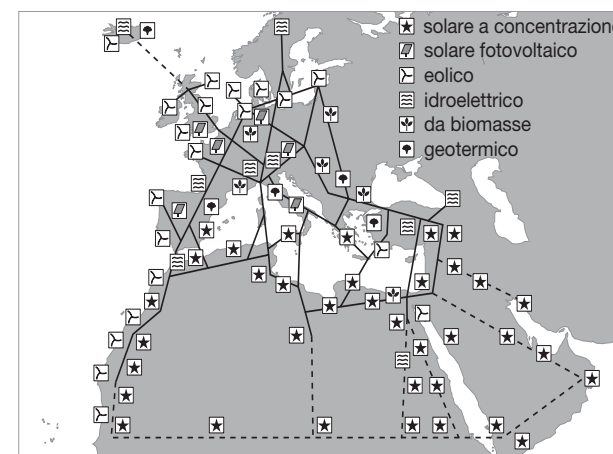 solare a concentrazione
solare fotovoltaico
eolico
idroelettrico
da biomasse
geotermico